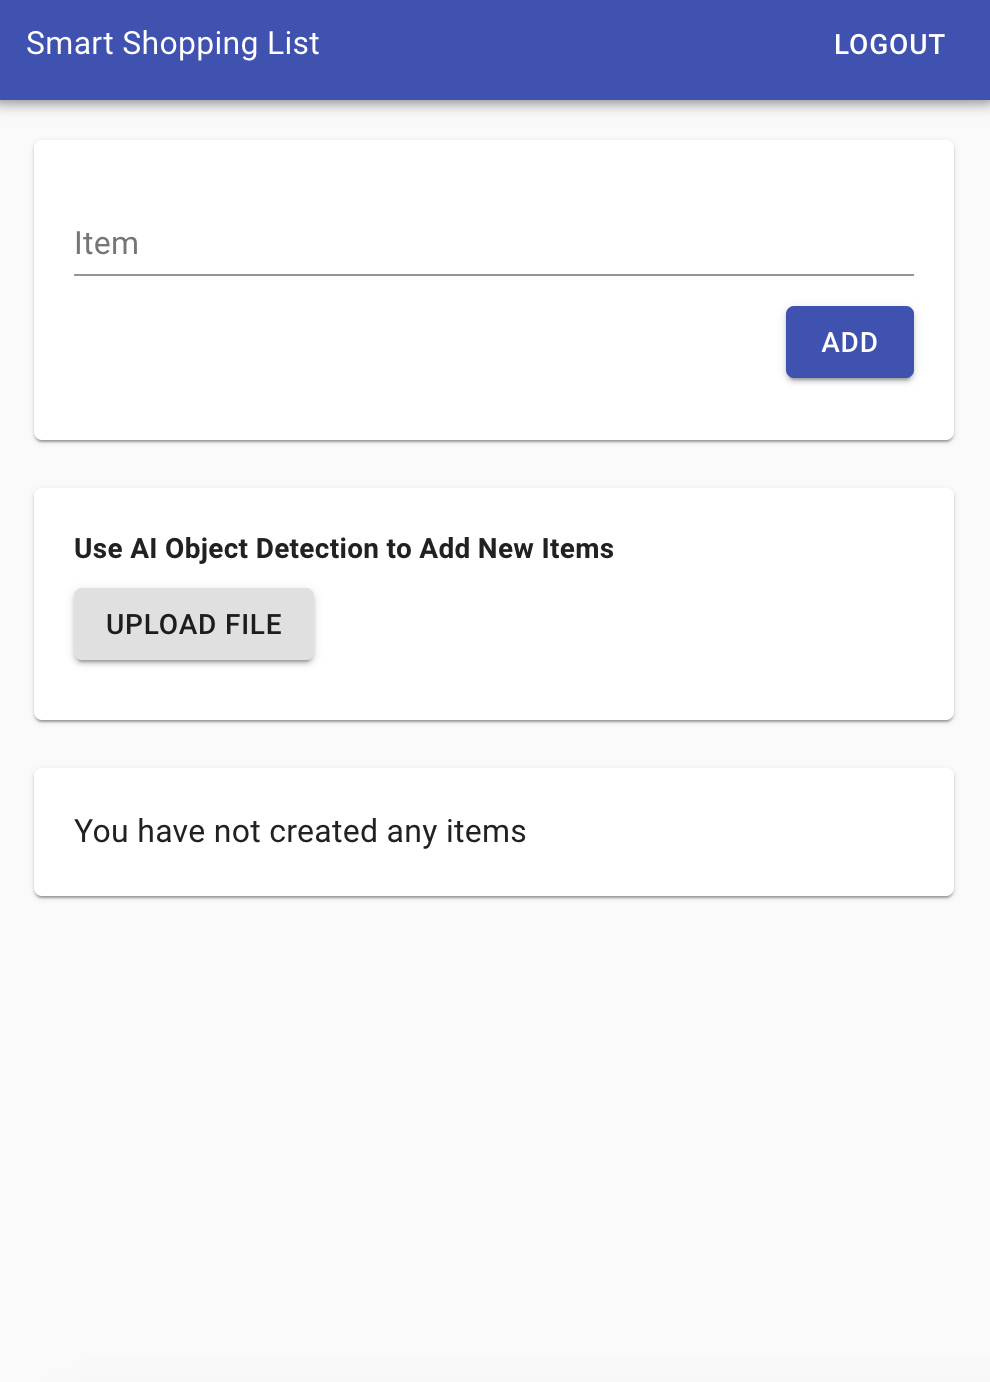 Smart Shopping List
LOGOUT
Item
ADD
Use AI Object Detection to Add New Items
UPLOAD FILE
You have not created any items